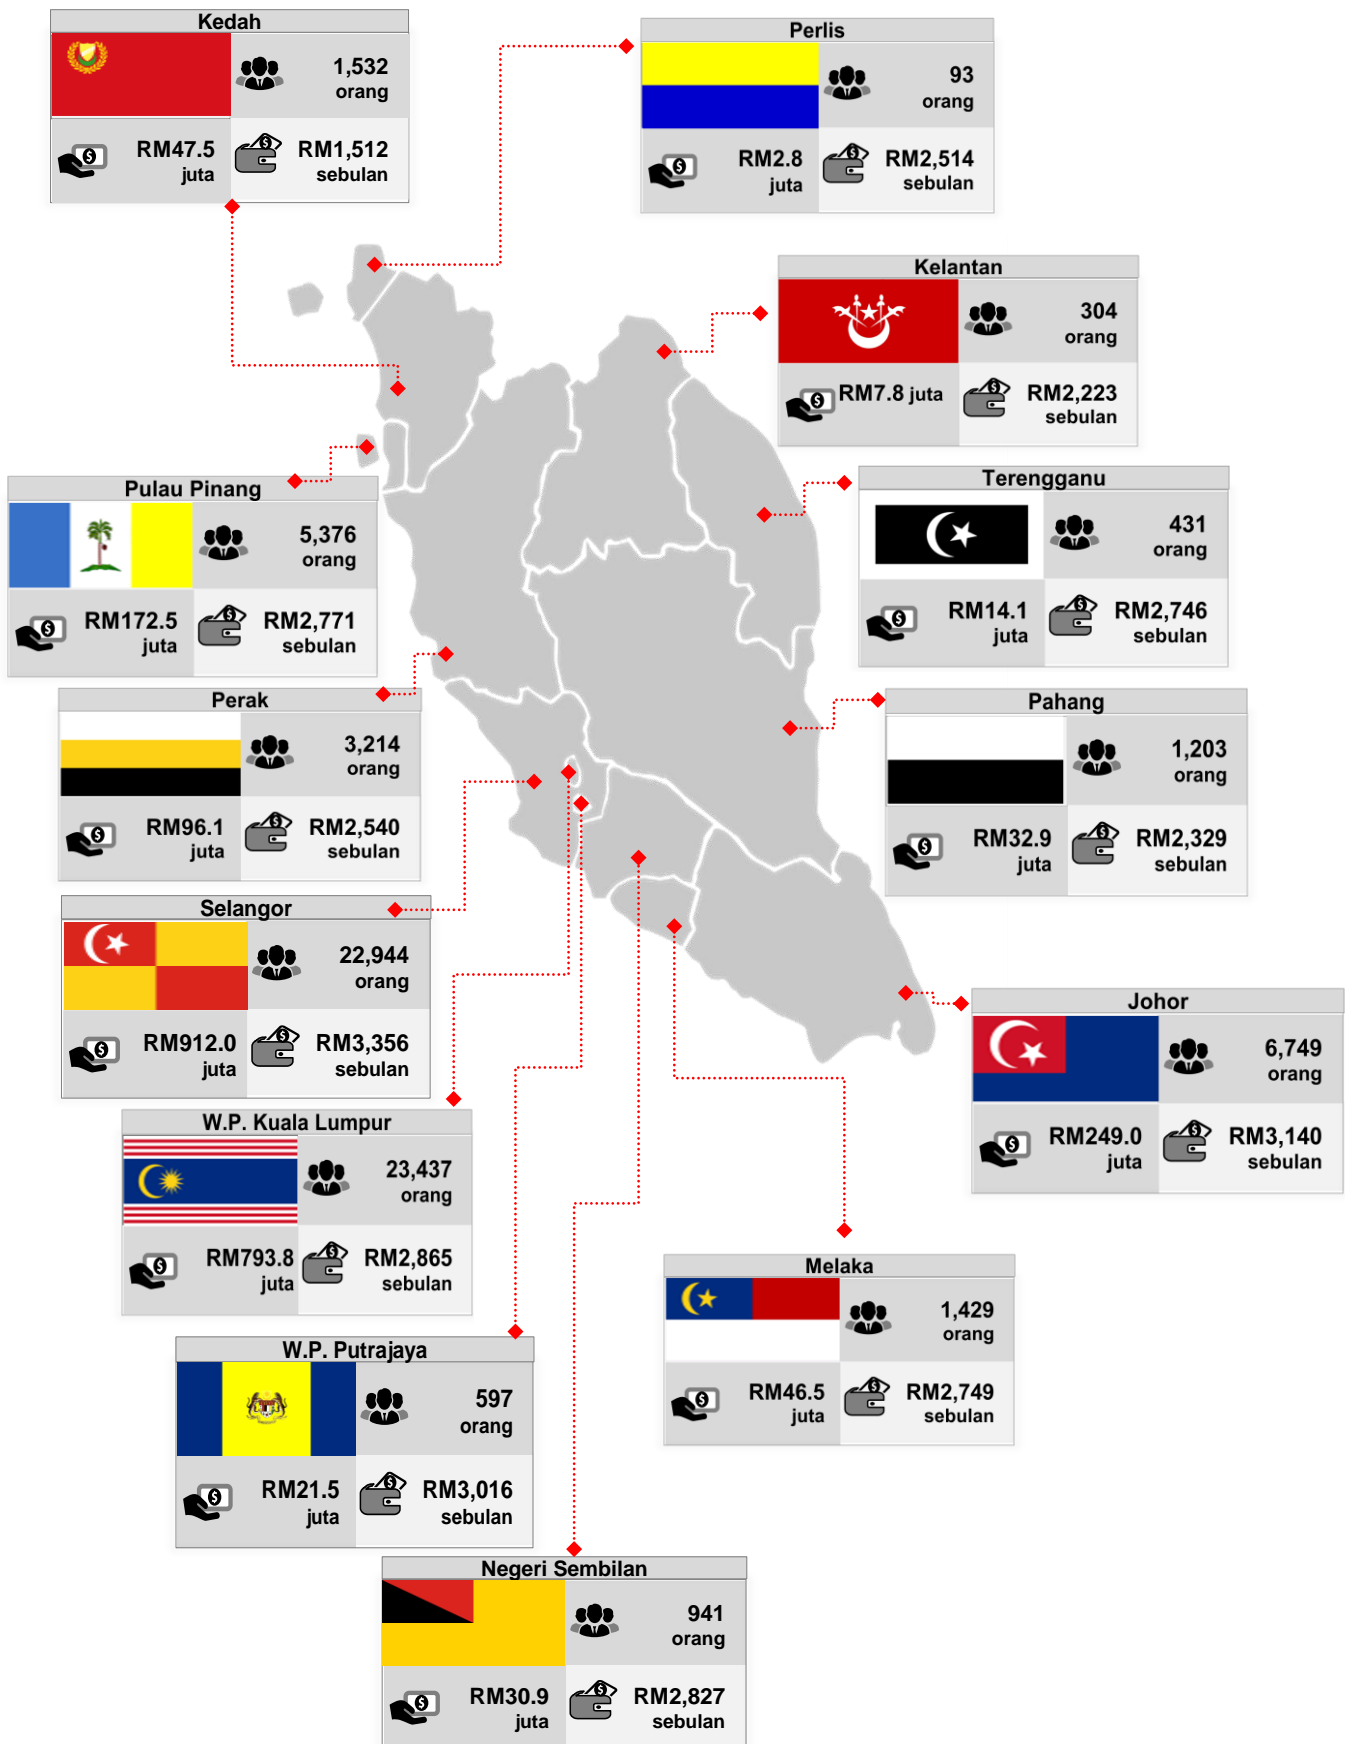 Kedah
1,532
orang
RM47.5
juta
RM1,512
sebulan
Perlis
93
orang
RM2.8
juta
RM2,514
sebulan
Kelantan
304
orang
RM7.8 juta
RM2,223
sebulan
Pulau Pinang
5,376
orang
RM172.5
juta
RM2,771
sebulan
Terengganu
431
orang
RM14.1
juta
RM2,746
sebulan
Perak
3,214
orang
RM96.1
juta
RM2,540
sebulan
Pahang
1,203
orang
RM32.9
juta
RM2,329
sebulan
Selangor
22,944
orang
RM912.0
juta
RM3,356
sebulan
Johor
6,749
orang
RM249.0
juta
RM3,140
sebulan
W.P. Kuala Lumpur
23,437
orang
RM793.8
juta
RM2,865
sebulan
Melaka
1,429
orang
RM46.5
juta
RM2,749
sebulan
W.P. Putrajaya
597
orang
RM21.5
juta
RM3,016
sebulan
Negeri Sembilan
941
orang
RM30.9
juta
RM2,827
sebulan